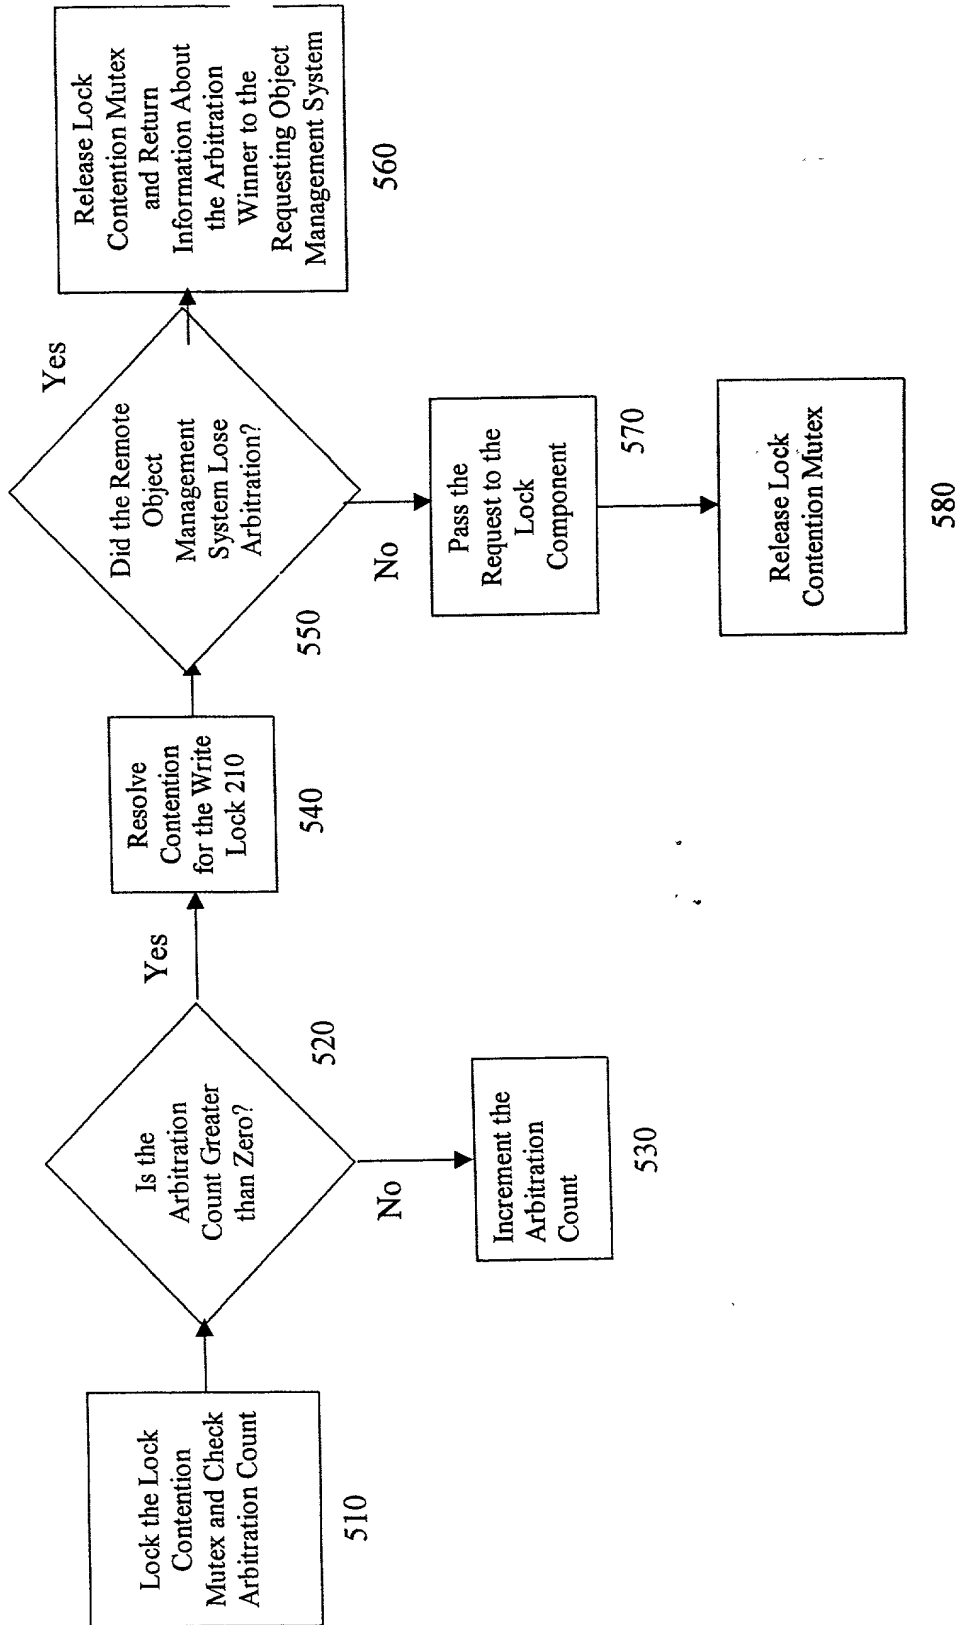 Lock the Lock
Contention
Mutex and Check
Arbitration Count
510
Is the
Arbitration
Count Greater
than Zero?
520
Yes
No
Increment the
Arbitration
Count
530
Resolve
Contention
for the Write
Lock 210
540
Did the Remote
Object
Management
System Lose
Arbitration?
550
Yes
No
Release Lock
Contention Mutex
and Return
Information About
the Arbitration
Winner to the
Requesting Object
Management System
560
Pass the
Request to the
Lock
Component
570
Release Lock
Contention Mutex
580